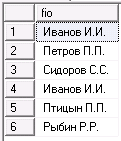 fio
1 Иванов И.И.
2 Петров П.П.
3 Сидоров С.С.
4 Иванов И.И.
5 Птицын П.П.
6 Рыбин Р.Р.